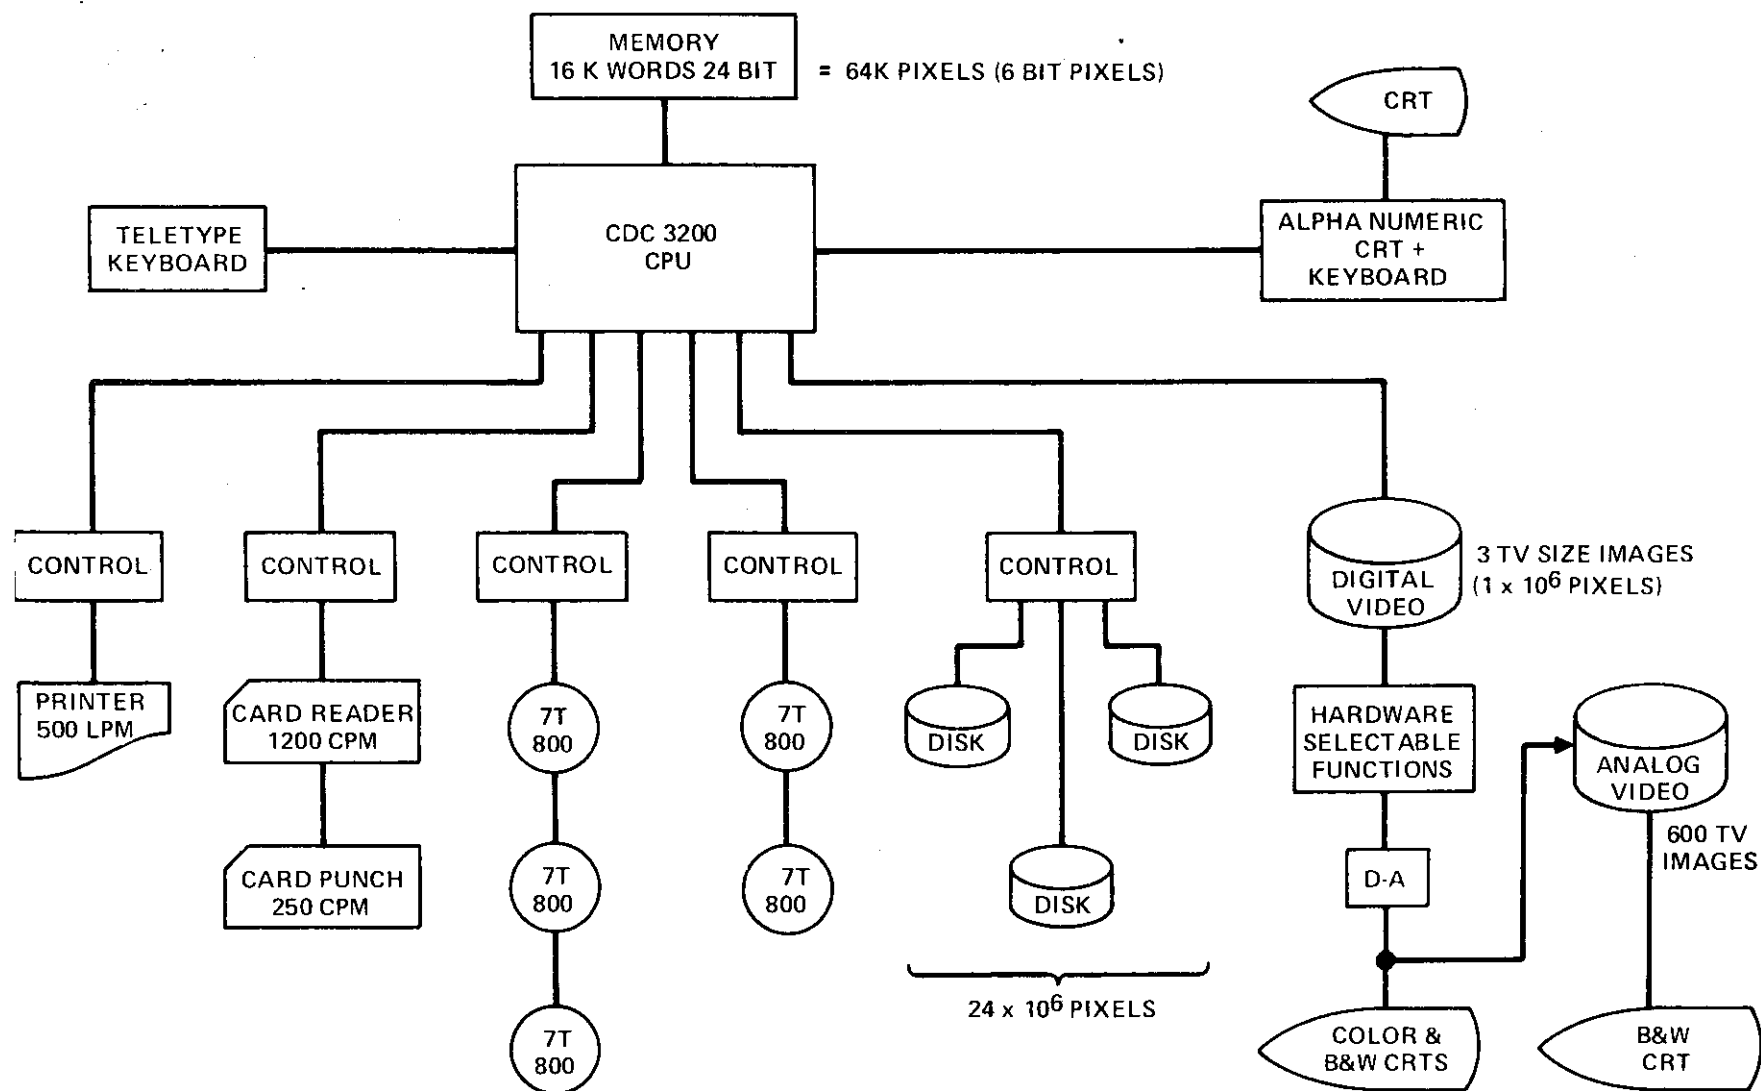 MEMORY
16 K WORDS 24 BIT
= 64K PIXELS (6 BIT PIXELS)
CRT
TELETYPE
KEYBOARD
CDC 3200
CPU
ALPHA NUMERIC
CRT +
KEYBOARD
CONTROL
CONTROL
CONTROL
CONTROL
CONTROL
DIGITAL
VIDEO
3 TV SIZE IMAGES
(1 x 10⁶ PIXELS)
PRINTER
500 LPM
CARD READER
1200 CPM
7T
800
7T
800
DISK
DISK
HARDWARE
SELECTABLE
FUNCTIONS
ANALOG
VIDEO
600 TV
IMAGES
CARD PUNCH
250 CPM
7T
800
7T
800
DISK
D-A
24 x 10⁶ PIXELS
7T
800
COLOR &
B&W CRTS
B&W
CRT